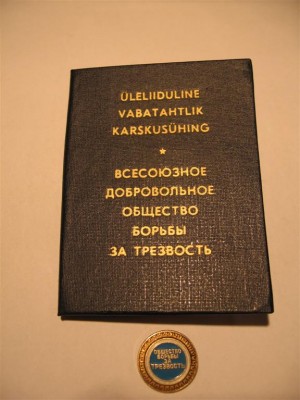 ÜLELIIDULINE
VABATAHTLIK
KARSKUSÜHING
ВСЕСОЮЗНОЕ
ДОБРОВОЛЬНОЕ
ОБЩЕСТВО
БОРЬБЫ
ЗА ТРЕЗВОСТЬ
ОБЩЕСТВО
БОРЬБЫ
ЗА
ТРЕЗВОСТЬ